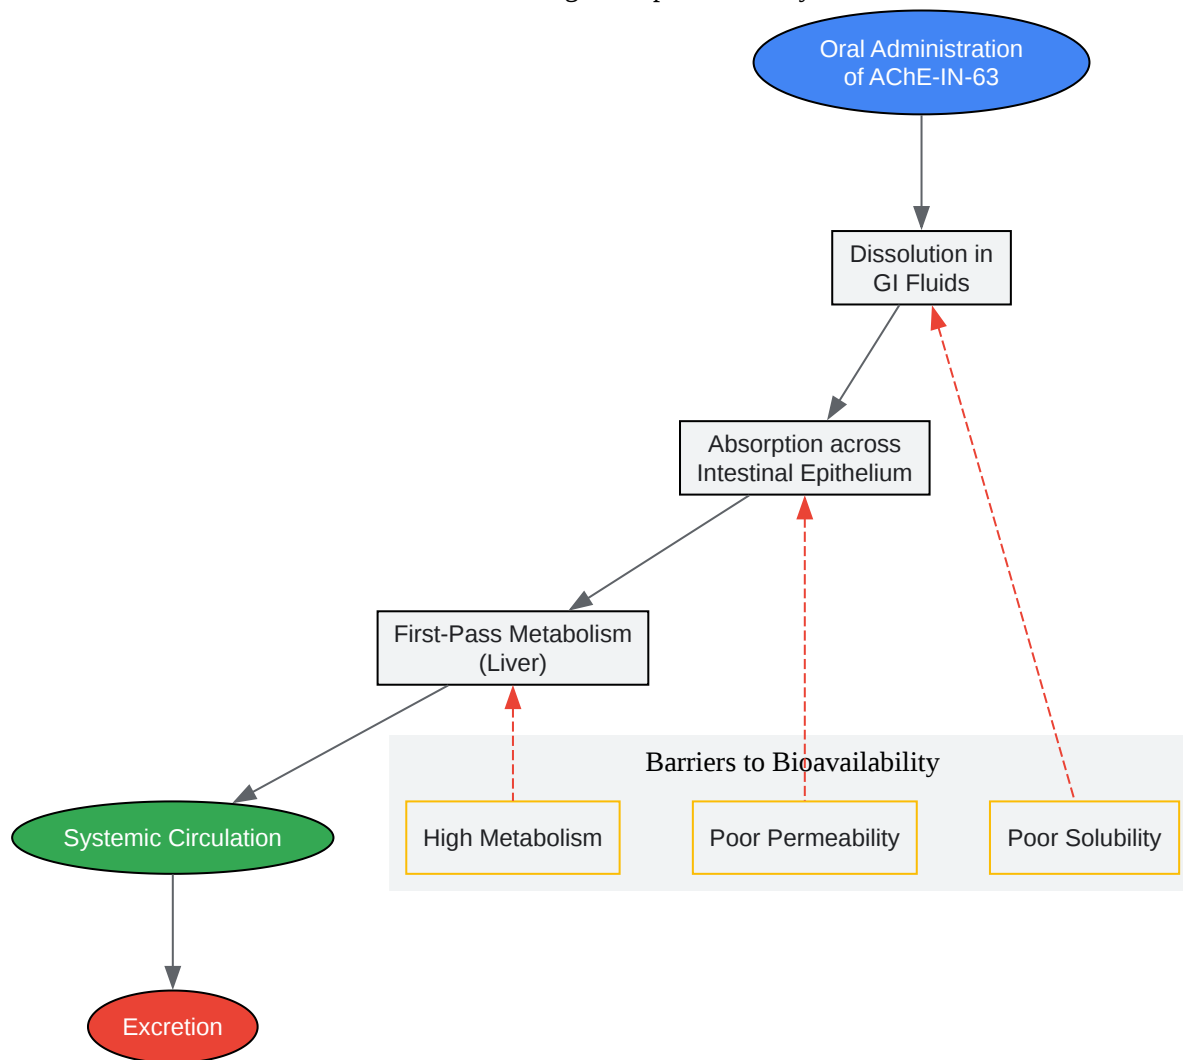 Oral Administration
of AChE-IN-63
Dissolution in
GI Fluids
Absorption across
Intestinal Epithelium
First-Pass Metabolism
(Liver)
Barriers to Bioavailability
High Metabolism
Poor Permeability
Poor Solubility
Systemic Circulation
Excretion